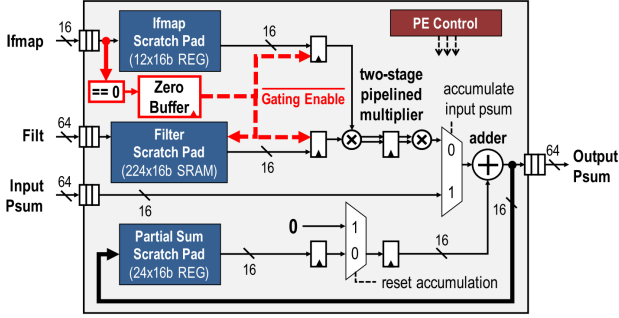 Ifmap
16
Ifmap
Scratch Pad
(12x16b REG)
16
PE Control
== 0
Zero
Buffer
Gating Enable
two-stage
pipelined
multiplier
accumulate
input psum
Filt
64
Filter
Scratch Pad
(224x16b SRAM)
16
0
1
adder
64
Output
Psum
Input
Psum
64
16
16
Partial Sum
Scratch Pad
(24x16b REG)
16
0
1
0
16
reset accumulation